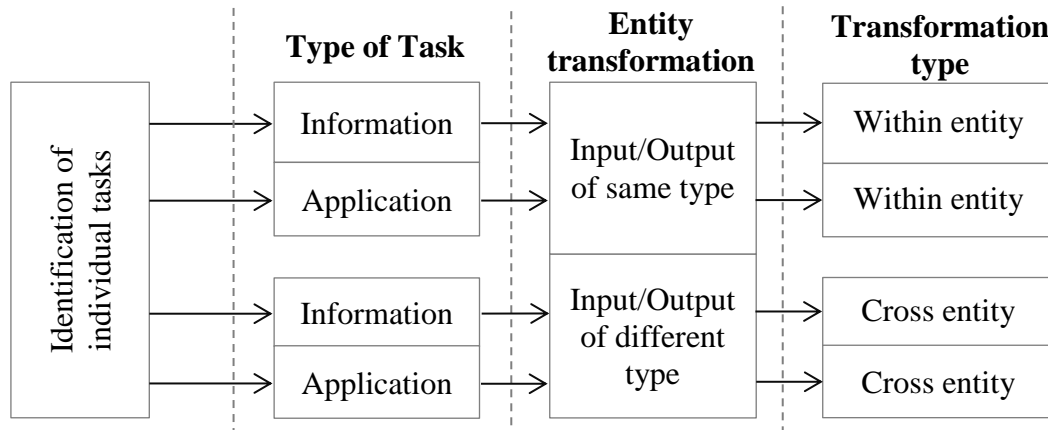 Type of Task
Entity
transformation
Transformation
type
Identification of
individual tasks
Information
Application
Information
Application
Input/Output
of same type
Input/Output
of different
type
Within entity
Within entity
Cross entity
Cross entity